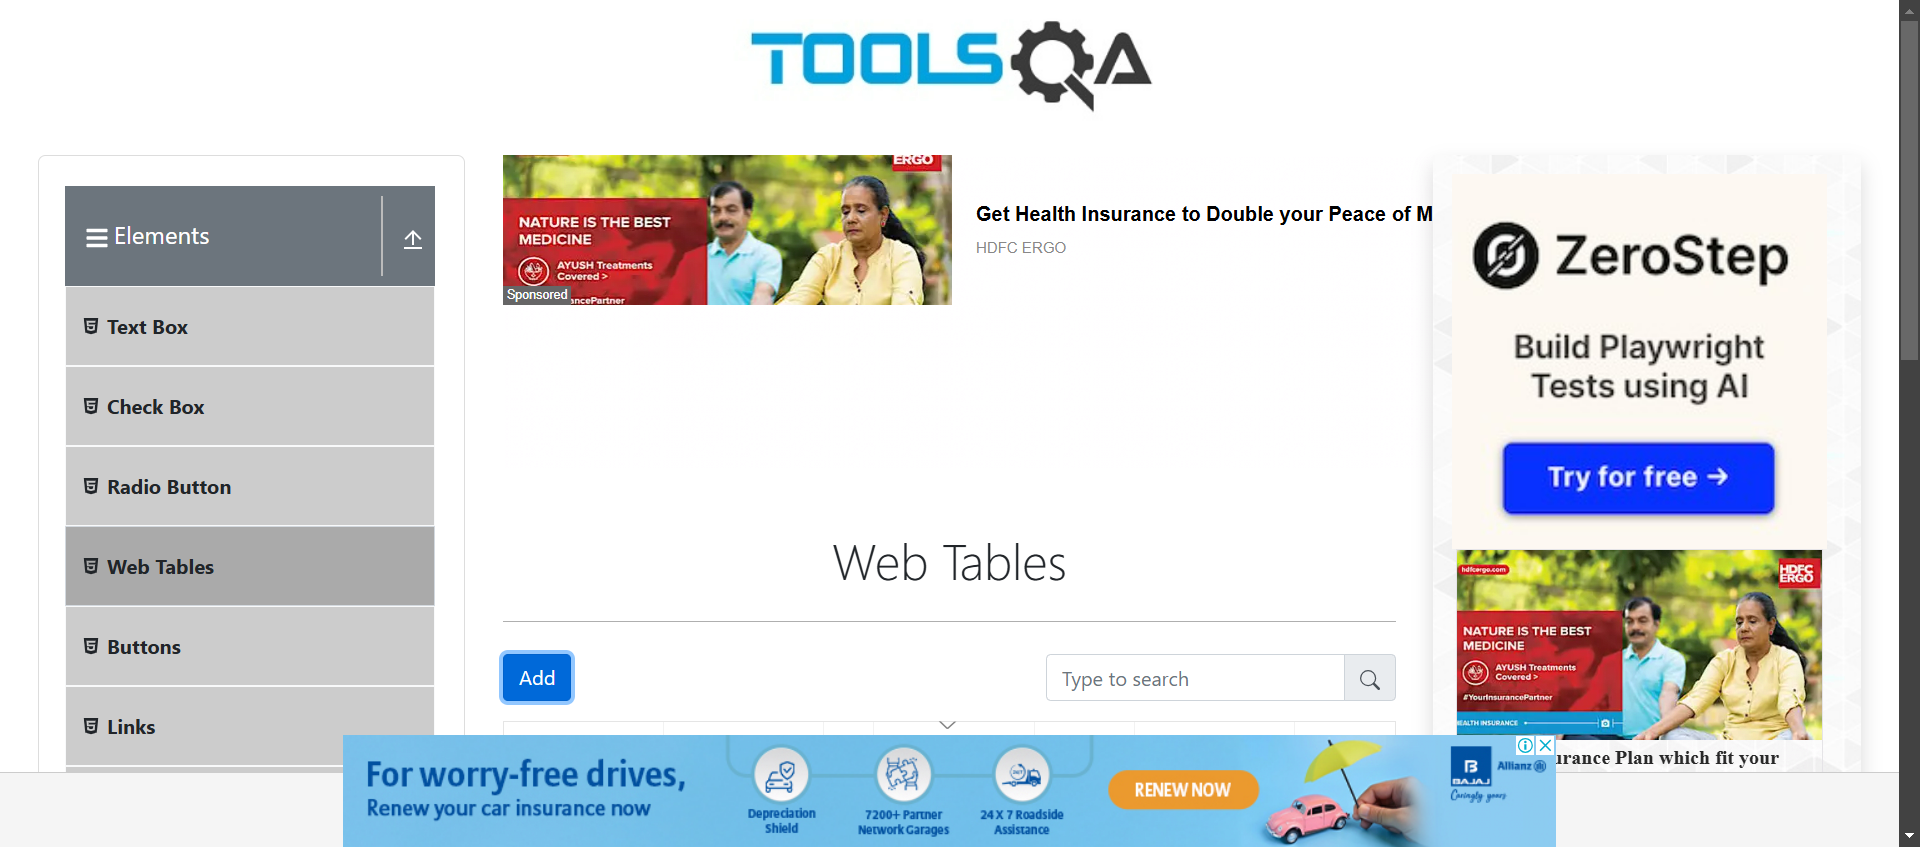 TOOLSQA
Elements
Text Box
Check Box
Radio Button
Web Tables
Buttons
Links
ERGO
NATURE IS THE BEST
MEDICINE
AYUSH Treatments
Covered >
Sponsored
ancePartner
Get Health Insurance to Double your Peace of M
HDFC ERGO
Web Tables
Add
Type to search
ZeroStep
Build Playwright
Tests using AI
Try for free →
hdfcergo.com
HDFC
ERGO
NATURE IS THE BEST
MEDICINE
AYUSH Treatments
Covered >
#YourInsurancePartner
HEALTH INSURANCE
urance Plan which fit your
For worry-free drives,
Renew your car insurance now
Depreciation
Shield
7200+ Partner
Network Garages
24 X 7 Roadside
Assistance
RENEW NOW
B
BAJAJ
Allianz
Caringly yours